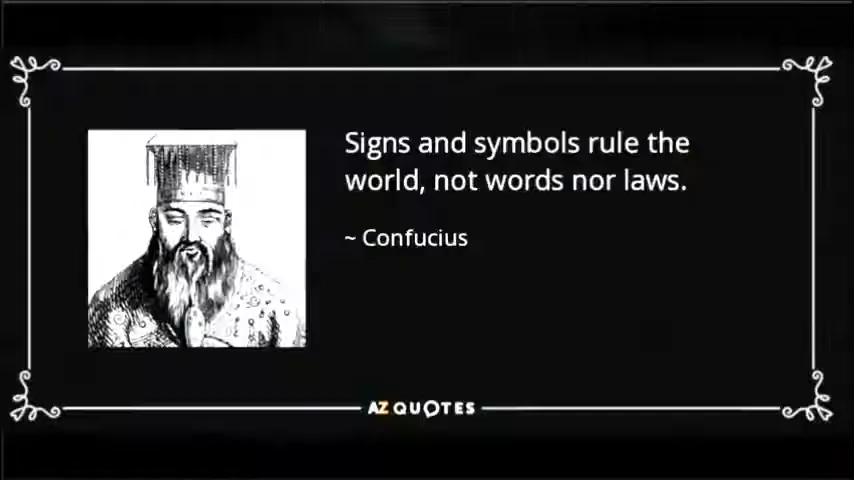 Signs and symbols rule the
world, not words nor laws.
~ Confucius
AZ QUOTES